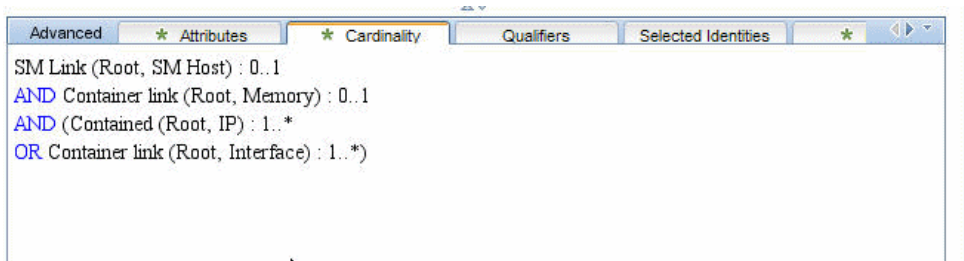 Advanced * Attributes * Cardinality Qualifiers Selected Identities *
SM Link (Root, SM Host) : 0..1
AND Container link (Root, Memory) : 0..1
AND (Contained (Root, IP) : 1..*
OR Container link (Root, Interface) : 1..*)